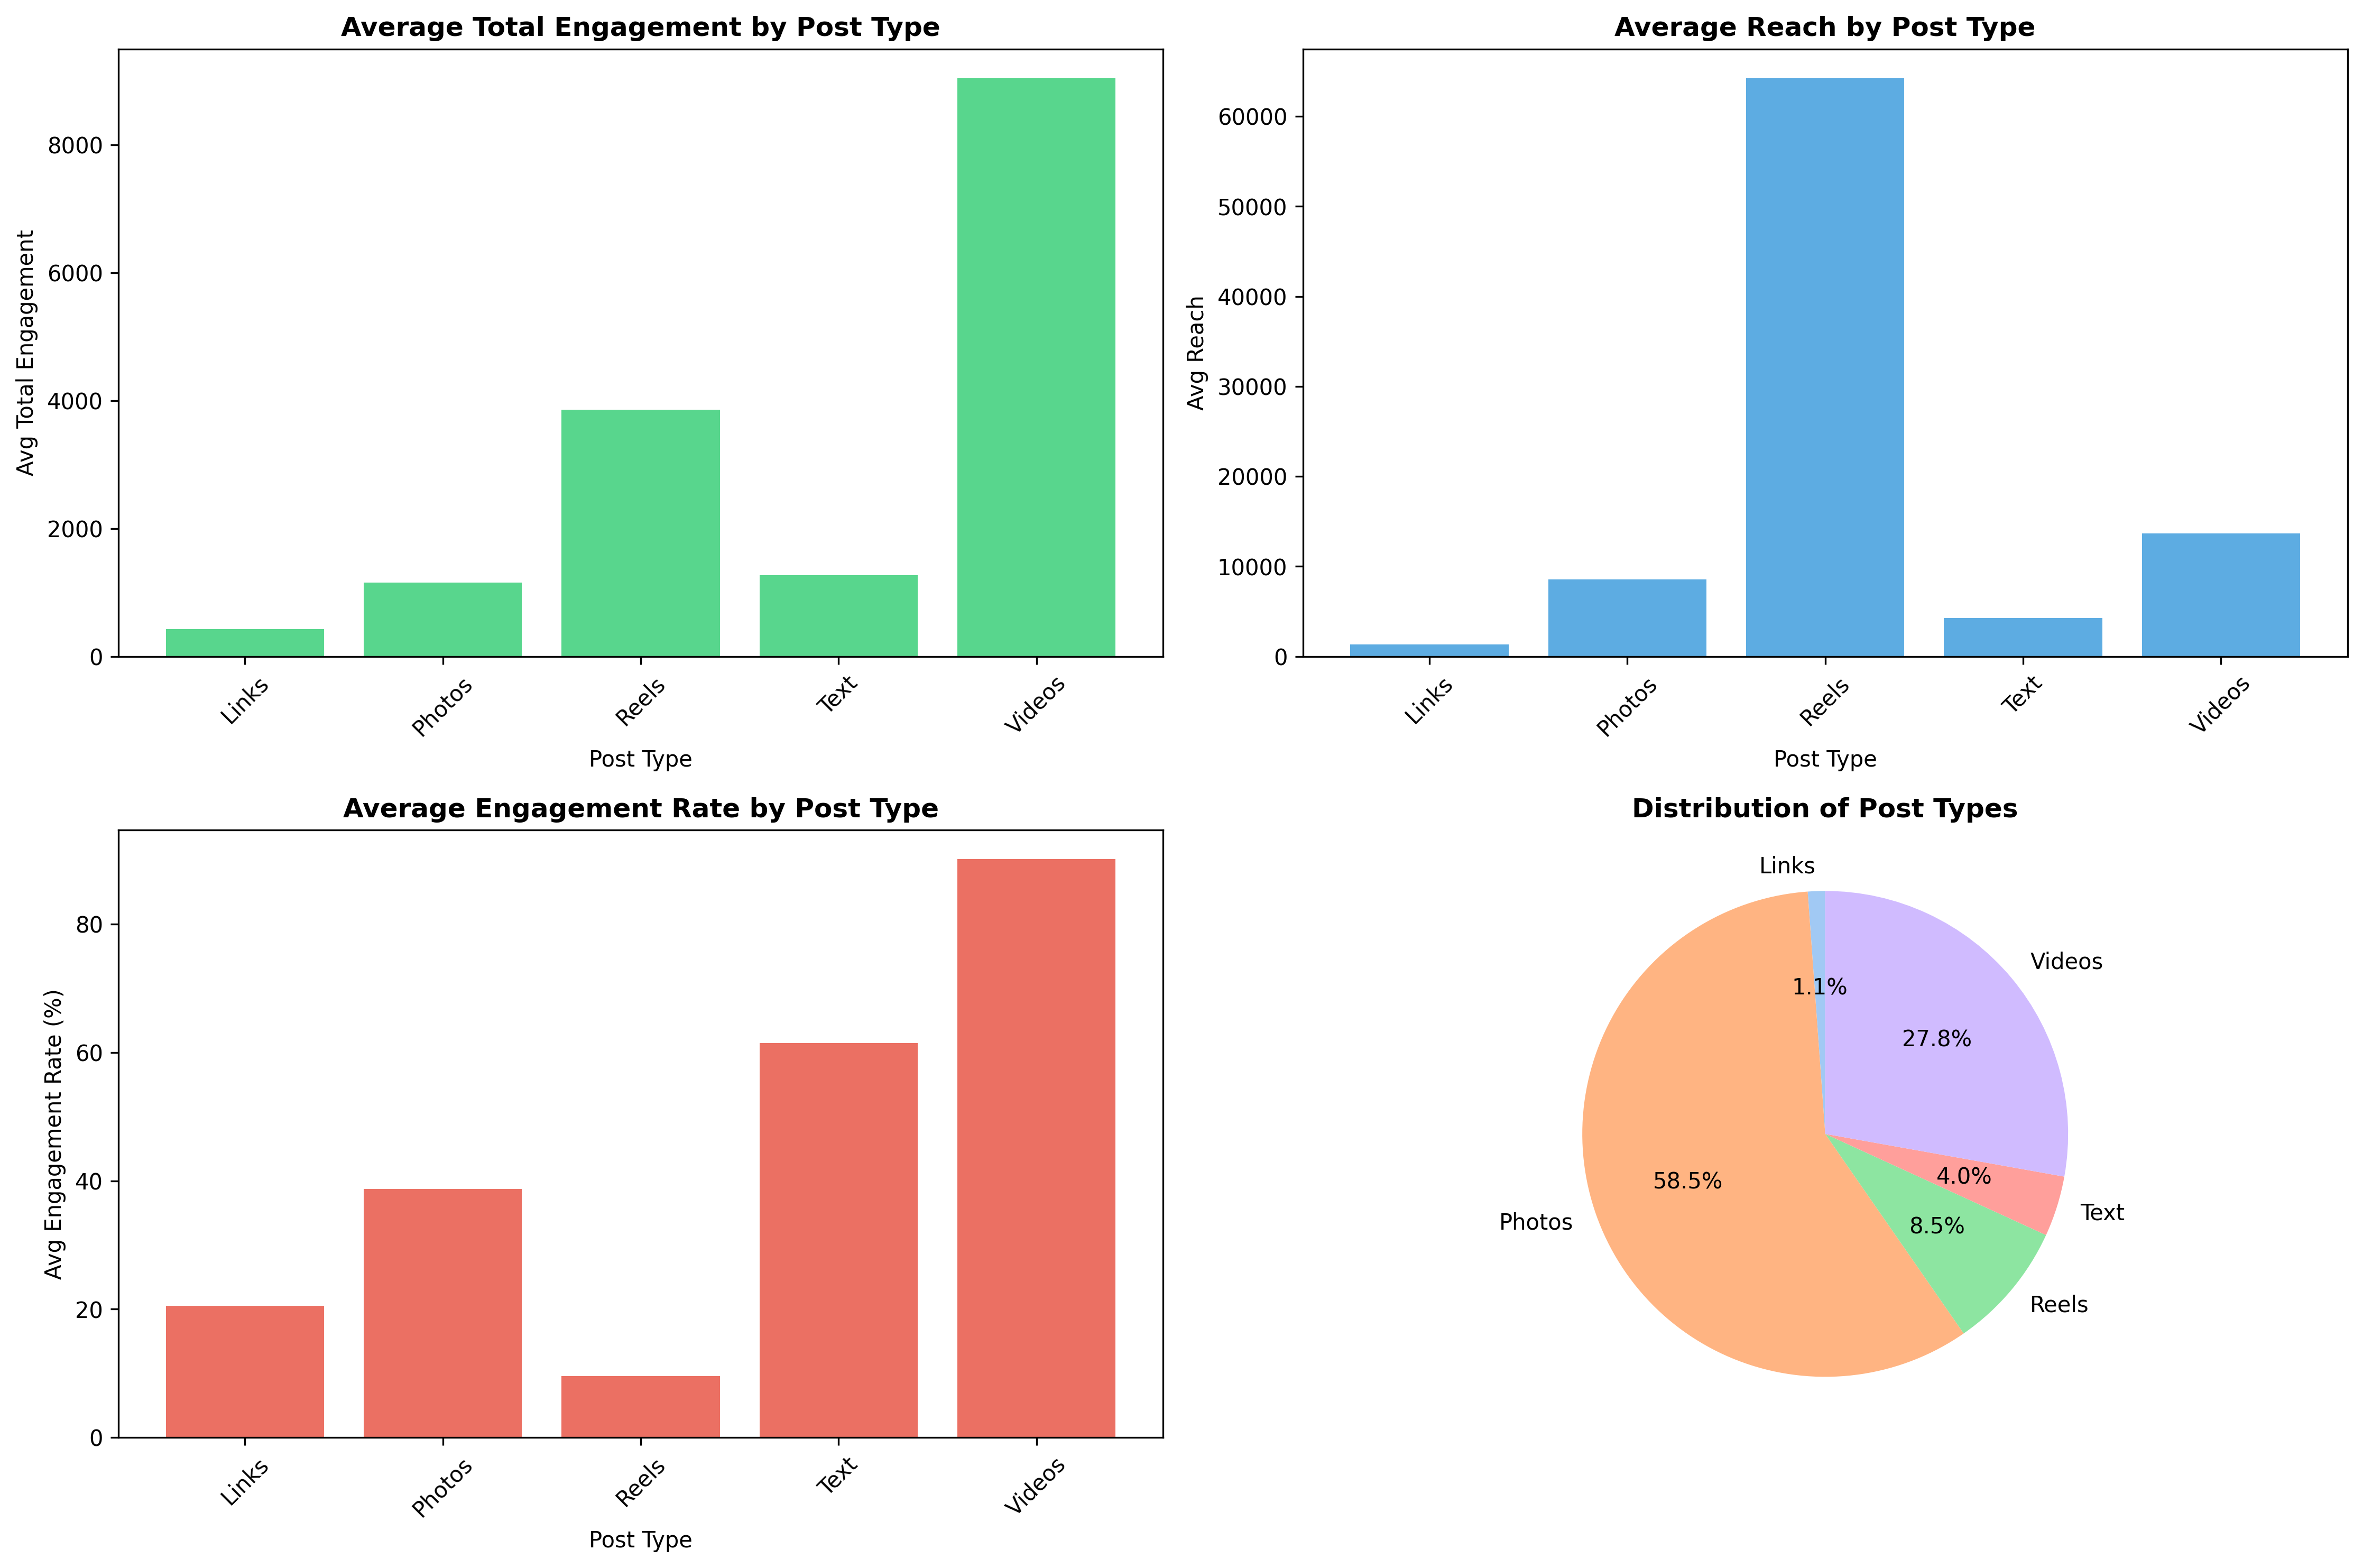 Average Total Engagement by Post Type
Avg Total Engagement
8000
6000
4000
2000
0
Links
Photos
Reels
Text
Videos
Post Type
Average Reach by Post Type
Avg Reach
60000
50000
40000
30000
20000
10000
0
Links
Photos
Reels
Text
Videos
Post Type
Average Engagement Rate by Post Type
Avg Engagement Rate (%)
80
60
40
20
0
Links
Photos
Reels
Text
Videos
Post Type
Distribution of Post Types
Links
1.1%
Videos
27.8%
58.5%
Photos
4.0%
Text
8.5%
Reels